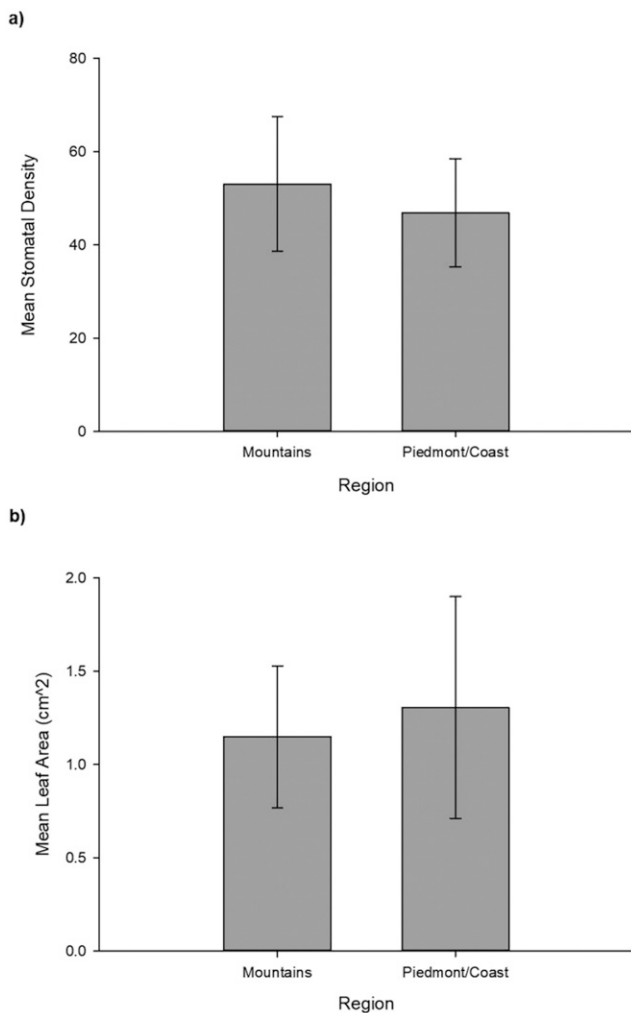 a)
80
60
40
20
0
Mean Stomatal Density
Mountains
Piedmont/Coast
Region
b)
2.0
1.5
1.0
0.5
0.0
Mean Leaf Area (cm^2)
Mountains
Piedmont/Coast
Region